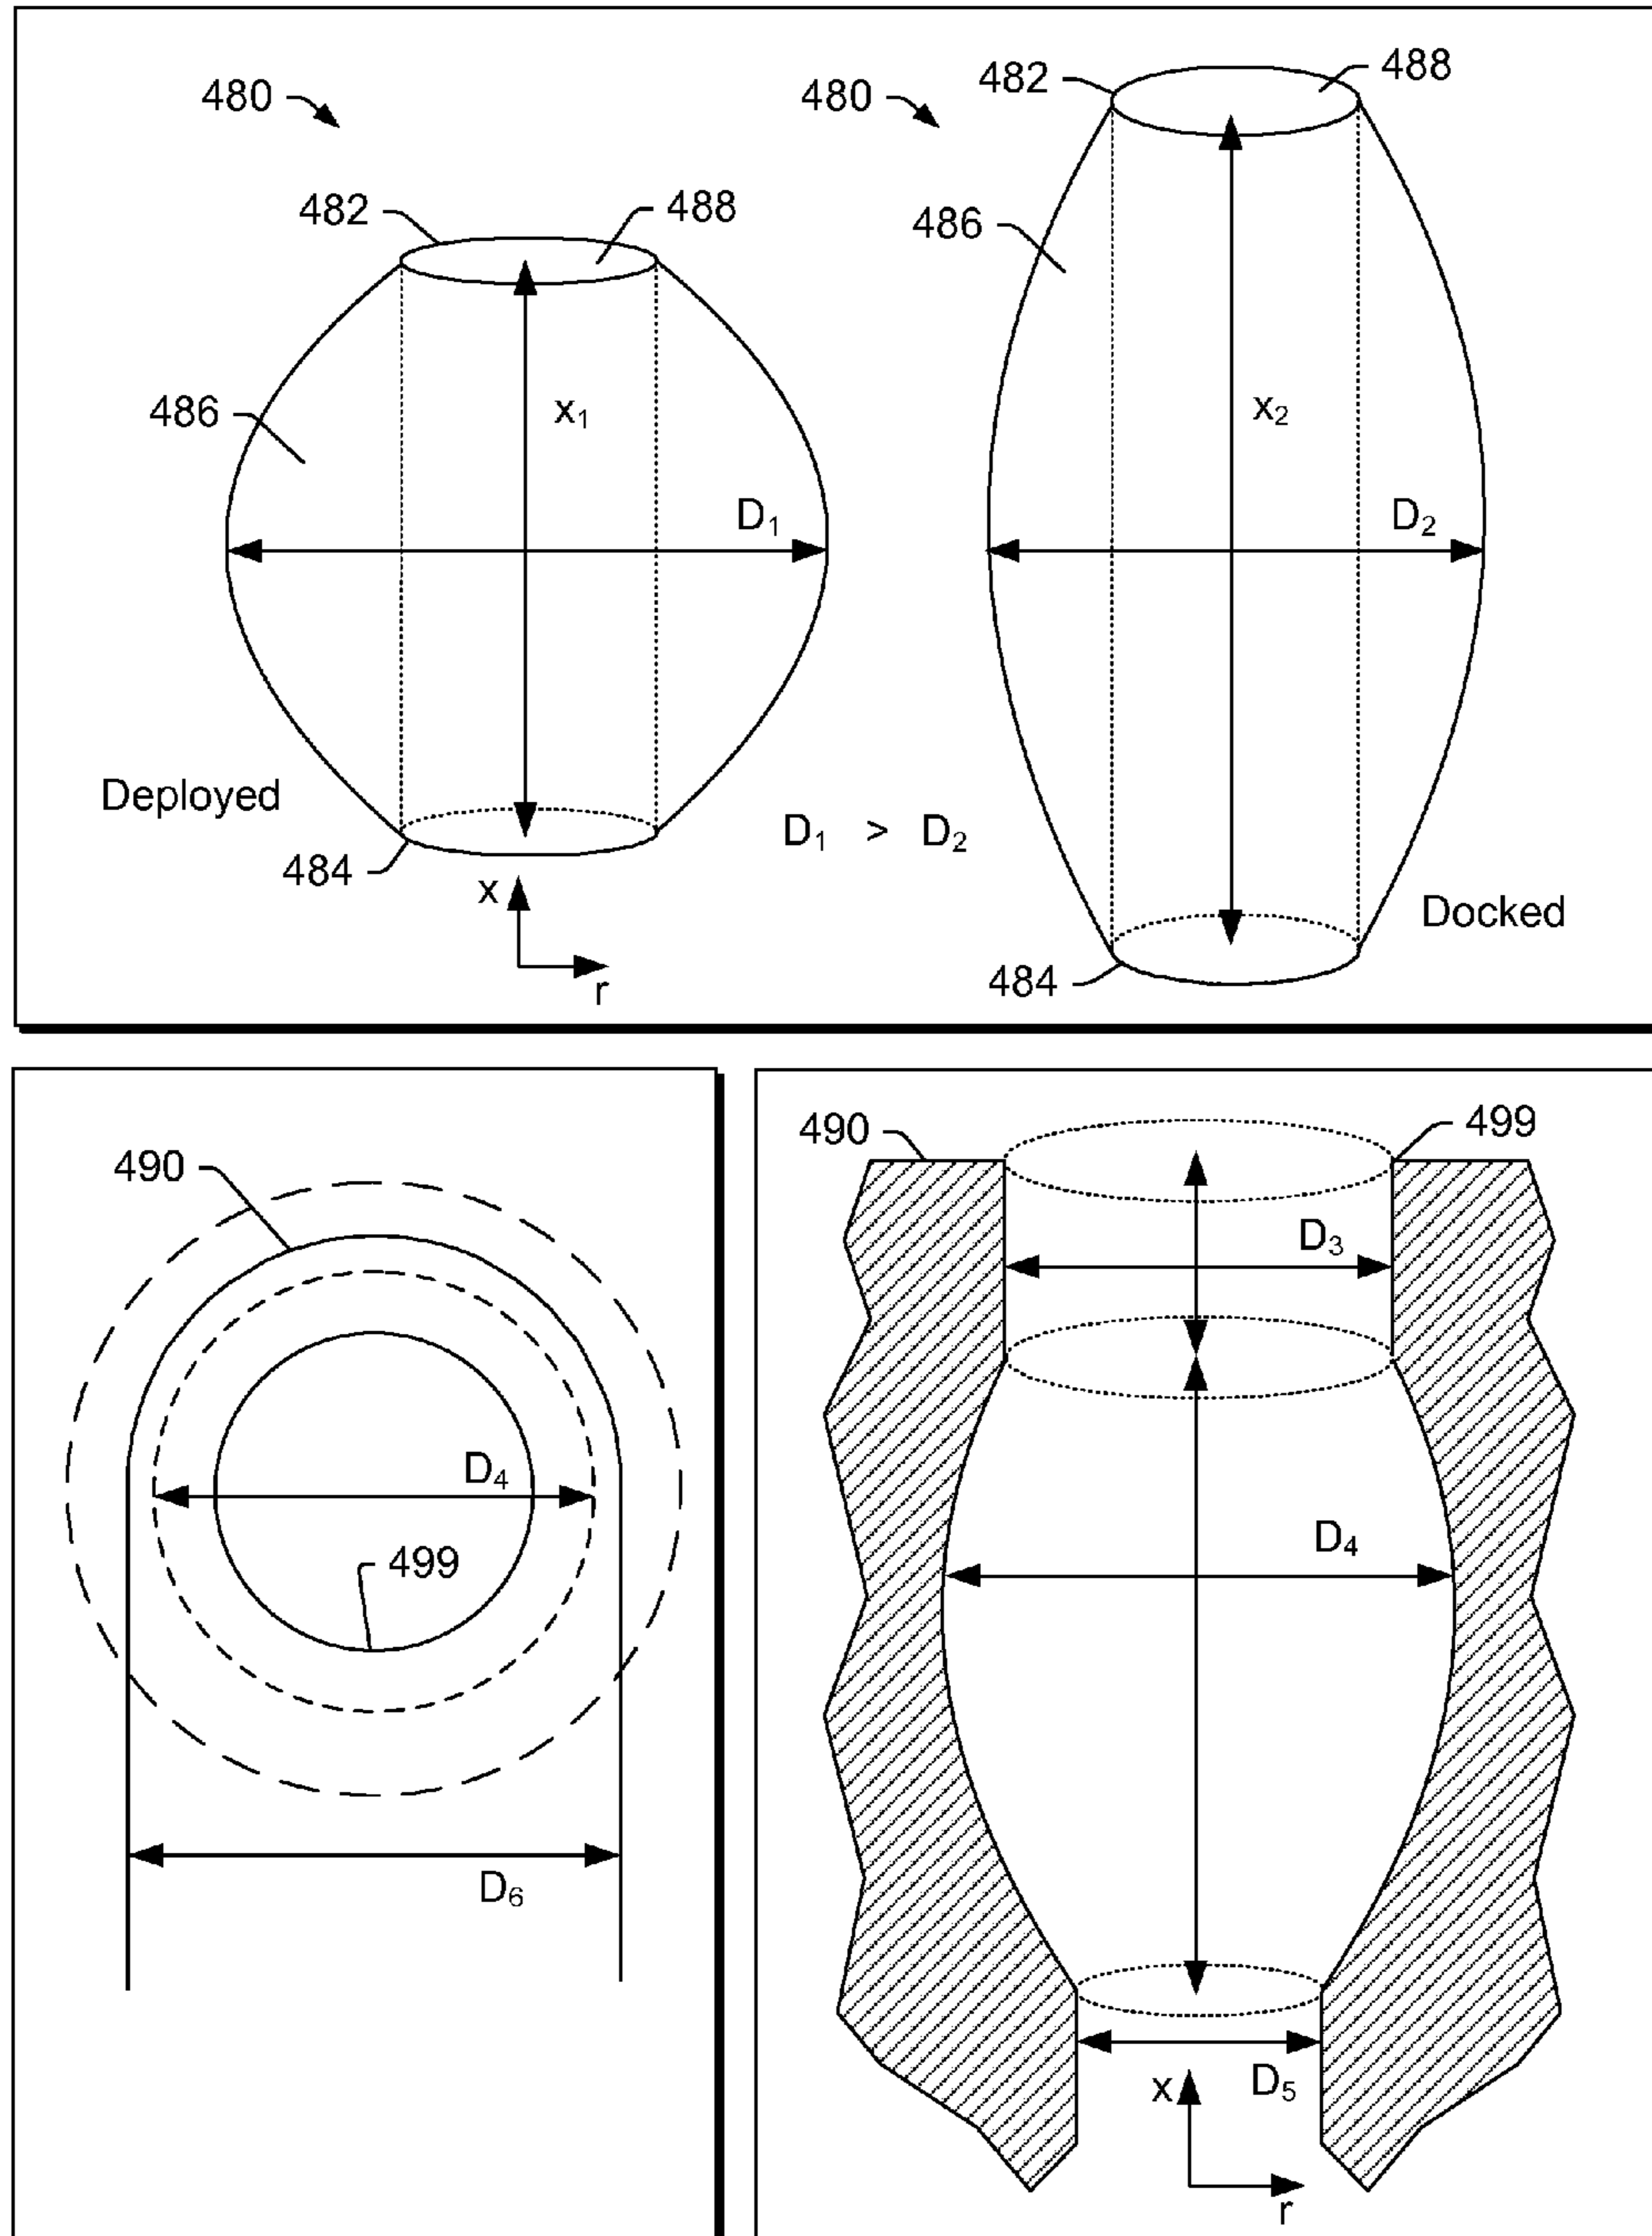 480
482
488
486
x₁
D₁
Deployed
484
x
r
D₁ > D₂
480
482
488
486
x₂
D₂
Docked
484
490
D₄
499
D₆
490
499
D₃
D₄
D₅
x
r